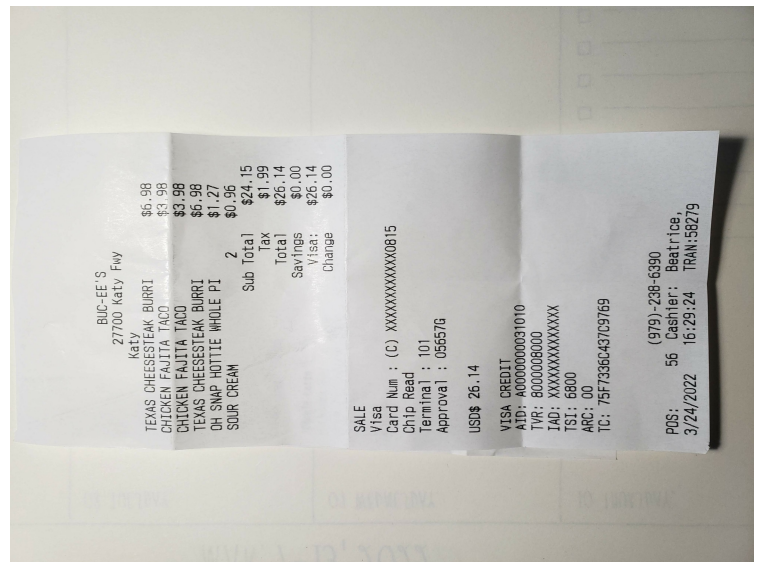 BUC-EE'S
27700 Katy Fwy
Katy
TEXAS CHEESESTEAK BURRI $6.98
CHICKEN FAJITA TACO $3.98
CHICKEN FAJITA TACO $3.98
TEXAS CHEESESTEAK BURRI $6.98
OH SNAP HOTTIE WHOLE PI $1.27
SOUR CREAM 2 $0.96
Sub Total $24.15
Tax $1.99
Total $26.14
Savings $0.00
Visa: $26.14
Change $0.00
SALE
Visa
Card Num : (C) XXXXXXXXXXXX0815
Chip Read
Terminal : 101
Approval : 05657G
USD$ 26.14
VISA CREDIT
AID: A0000000031010
TVR: 8000008000
IAD: XXXXXXXXXXXXXX
TSI: 6800
ARC: 00
TC: 75F7336C437C9769
(979)-238-6390
POS: 56 Cashier: Beatrice,
3/24/2022 16:29:24 TRAN:58279